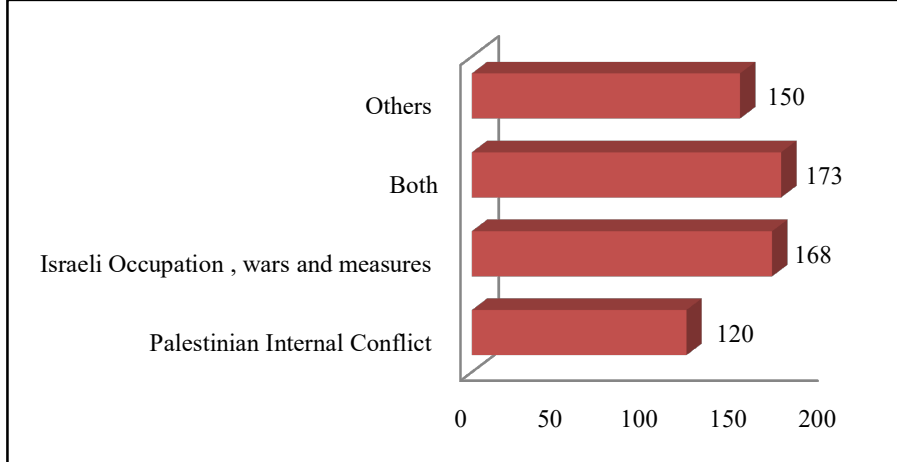 Others
150
Both
173
Israeli Occupation , wars and measures
168
Palestinian Internal Conflict
120
0 50 100 150 200